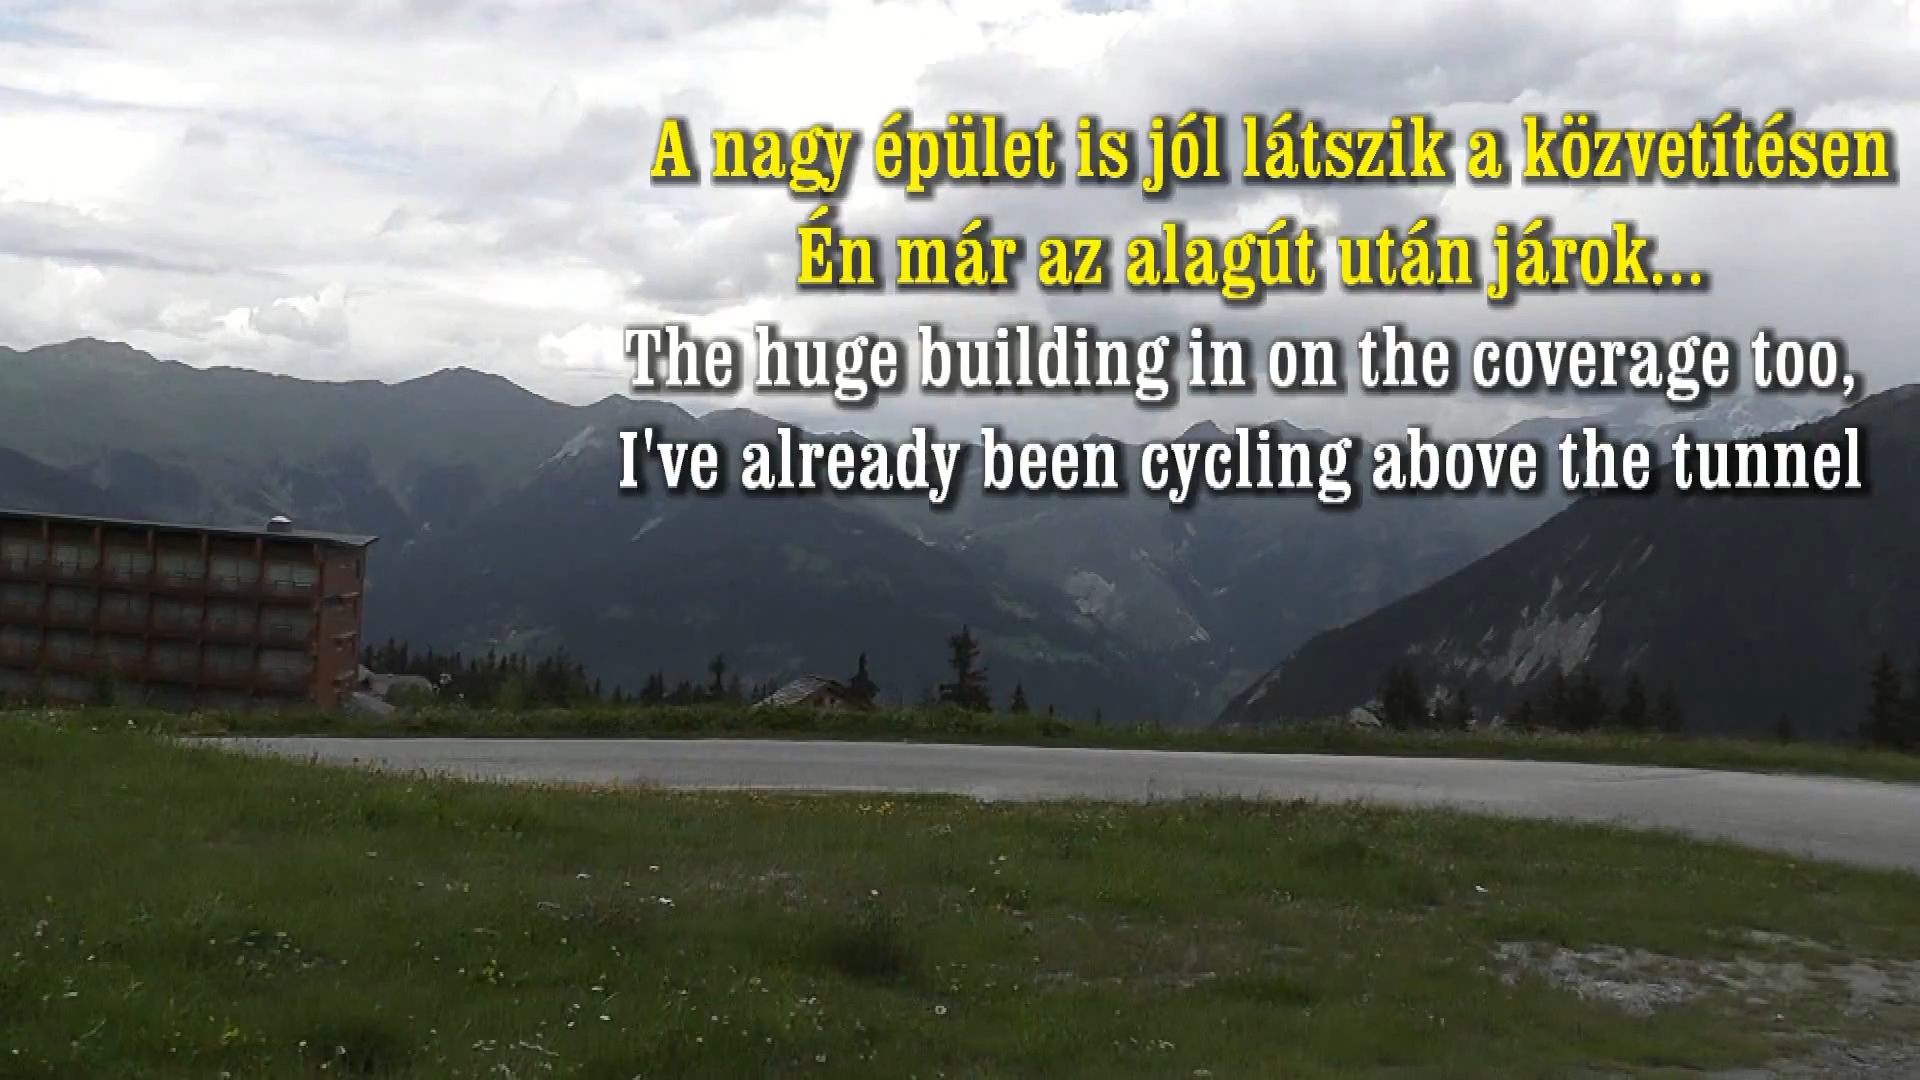 A nagy épület is jól látszik a közvetítésen
Én már az alagút után járok...
The huge building in on the coverage too,
I've already been cycling above the tunnel